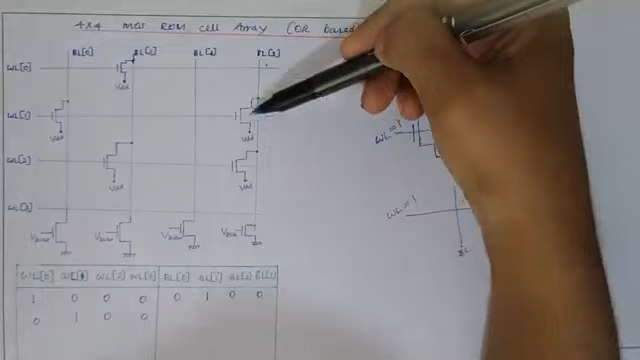 4x4 MOS ROM cell Array (OR based
BL[0] BL[1] BL[2] BL[3]
WL[0]
Vdd
WL[1]
Vdd Vdd
WL[2]
Vdd Vdd
WL[3]
Vbias Vbias Vbias Vbias
WL=1
WL=1
BL
WL[0] WL[1] WL[2] WL[3] BL[0] BL[1] BL[2] BL[3]
1 0 0 0 0 1 0 0
0 1 0 0